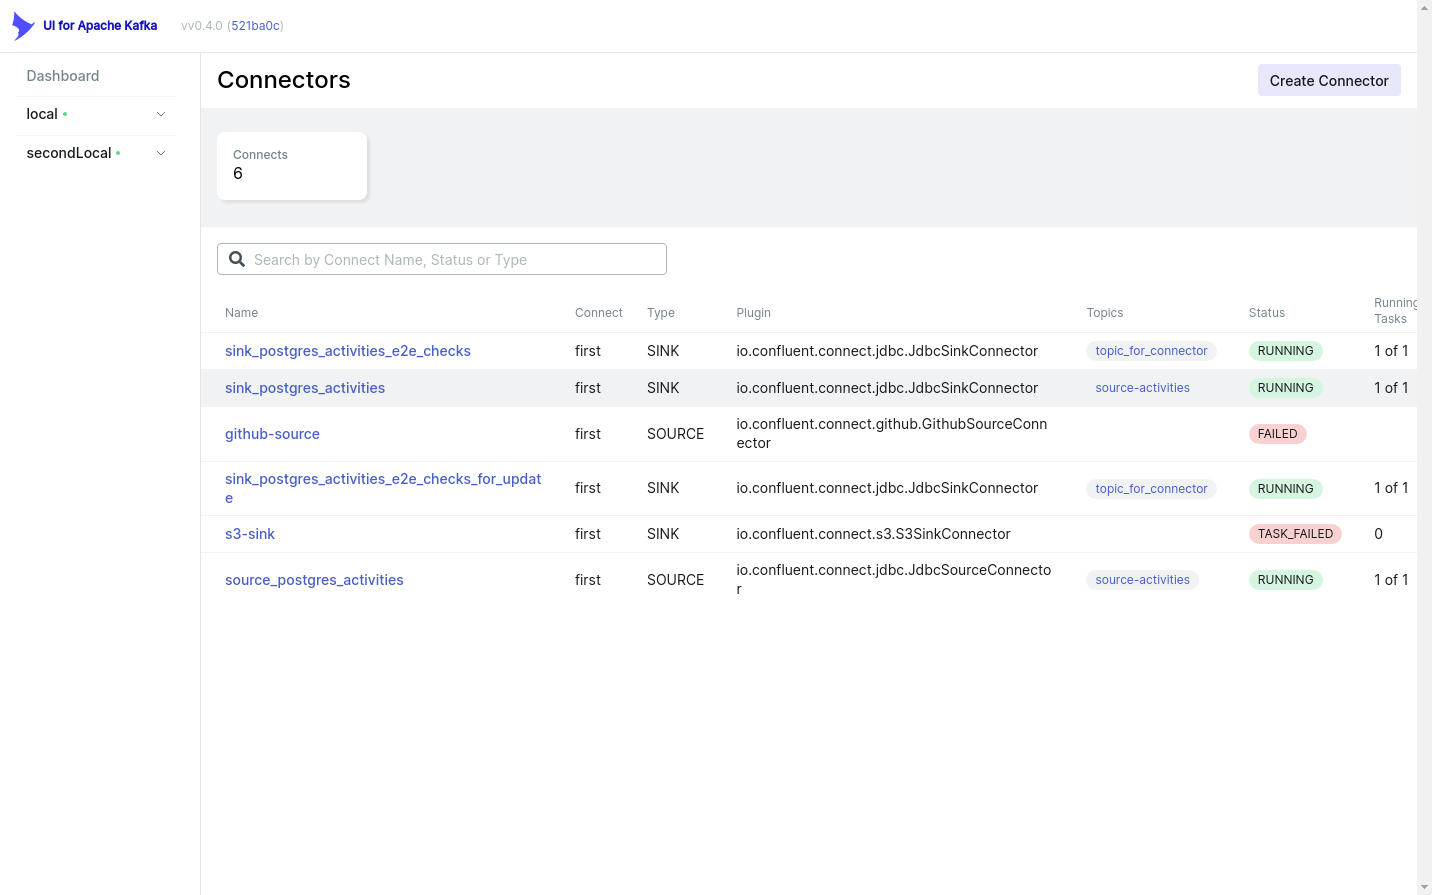 UI for Apache Kafka vv0.4.0 (521ba0c)
Dashboard
local
secondLocal
Connectors
Create Connector
Connects
6
Search by Connect Name, Status or Type
Name Connect Type Plugin Topics Status Running
Tasks
sink_postgres_activities_e2e_checks first SINK io.confluent.connect.jdbc.JdbcSinkConnector topic_for_connector RUNNING 1 of 1
sink_postgres_activities first SINK io.confluent.connect.jdbc.JdbcSinkConnector source-activities RUNNING 1 of 1
github-source first SOURCE io.confluent.connect.github.GithubSourceConn
ector FAILED
sink_postgres_activities_e2e_checks_for_updat
e first SINK io.confluent.connect.jdbc.JdbcSinkConnector topic_for_connector RUNNING 1 of 1
s3-sink first SINK io.confluent.connect.s3.S3SinkConnector TASK_FAILED 0
source_postgres_activities first SOURCE io.confluent.connect.jdbc.JdbcSourceConnecto
r source-activities RUNNING 1 of 1